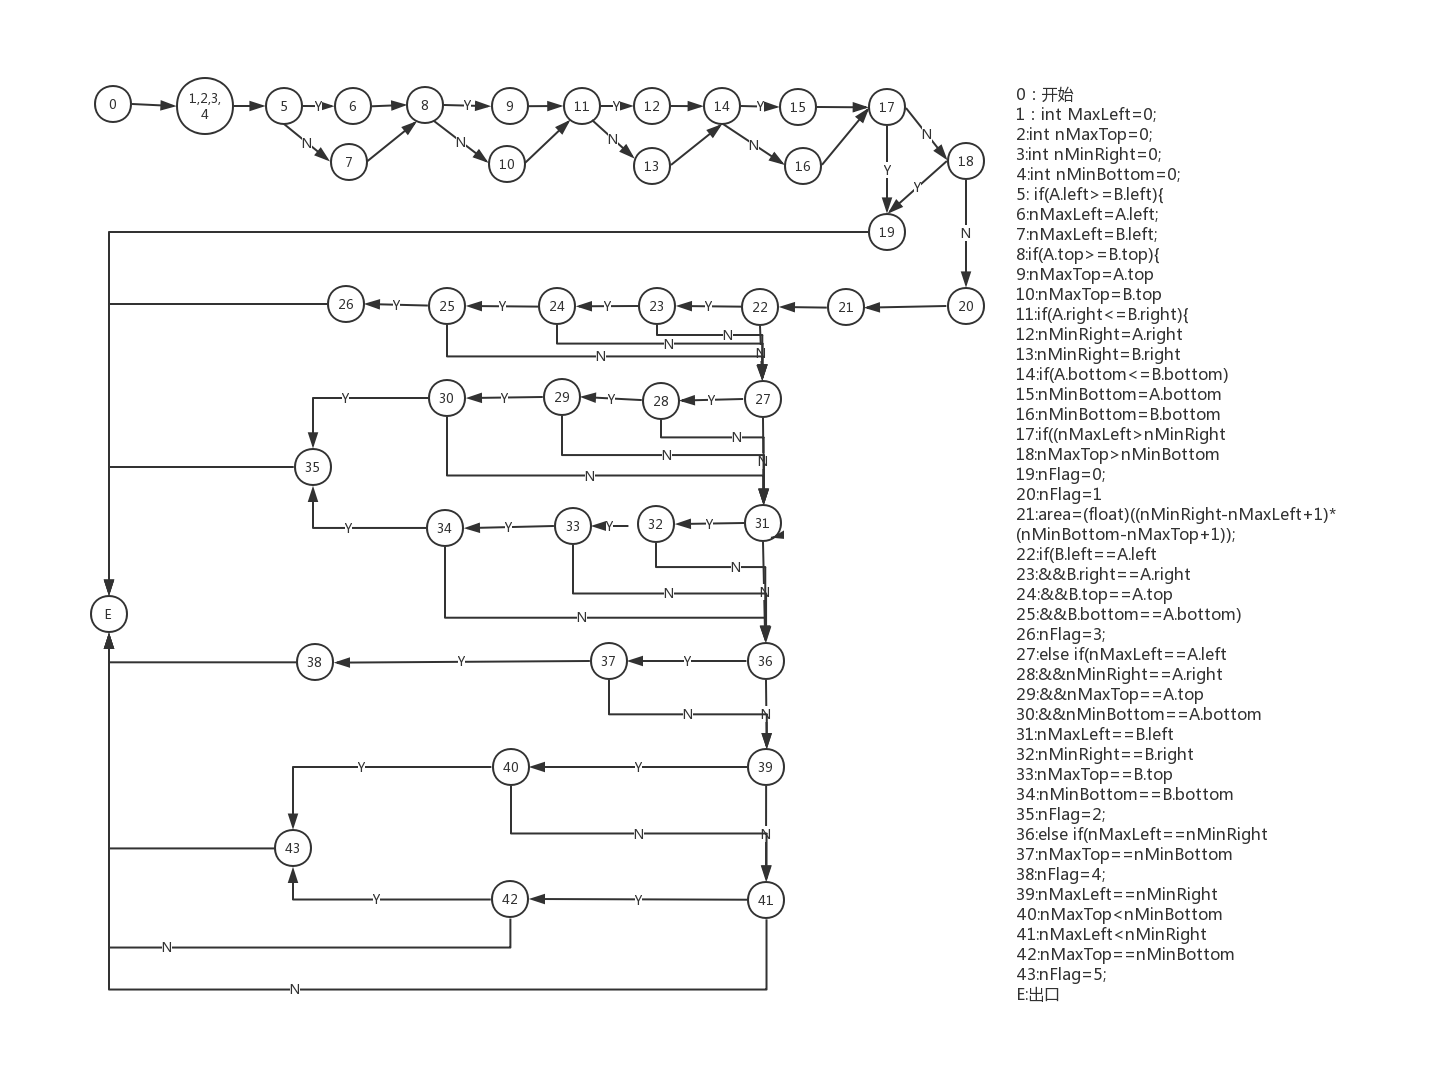 0
1,2,3,
4
5
Y
6
8
Y
9
11
Y
12
14
Y
15
17
N
7
N
10
N
13
N
16
N
18
Y
Y
19
N
26
Y
25
Y
24
Y
23
Y
22
21
20
N
N
N
N
Y
30
Y
29
Y
28
Y
27
N
N
N
N
35
Y
34
Y
33
Y
32
Y
31
N
N
N
N
E
38
Y
37
Y
36
N
N
Y
40
Y
39
N
N
43
Y
42
Y
41
N
N
0：开始
1：int MaxLeft=0;
2:int nMaxTop=0;
3:int nMinRight=0;
4:int nMinBottom=0;
5: if(A.left>=B.left){
6:nMaxLeft=A.left;
7:nMaxLeft=B.left;
8:if(A.top>=B.top){
9:nMaxTop=A.top
10:nMaxTop=B.top
11:if(A.right<=B.right){
12:nMinRight=A.right
13:nMinRight=B.right
14:if(A.bottom<=B.bottom)
15:nMinBottom=A.bottom
16:nMinBottom=B.bottom
17:if((nMaxLeft>nMinRight
18:nMaxTop>nMinBottom
19:nFlag=0;
20:nFlag=1
21:area=(float)((nMinRight-nMaxLeft+1)*
(nMinBottom-nMaxTop+1));
22:if(B.left==A.left
23:&&B.right==A.right
24:&&B.top==A.top
25:&&B.bottom==A.bottom)
26:nFlag=3;
27:else if(nMaxLeft==A.left
28:&&nMinRight==A.right
29:&&nMaxTop==A.top
30:&&nMinBottom==A.bottom
31:nMaxLeft==B.left
32:nMinRight==B.right
33:nMaxTop==B.top
34:nMinBottom==B.bottom
35:nFlag=2;
36:else if(nMaxLeft==nMinRight
37:nMaxTop==nMinBottom
38:nFlag=4;
39:nMaxLeft==nMinRight
40:nMaxTop<nMinBottom
41:nMaxLeft<nMinRight
42:nMaxTop==nMinBottom
43:nFlag=5;
E:出口